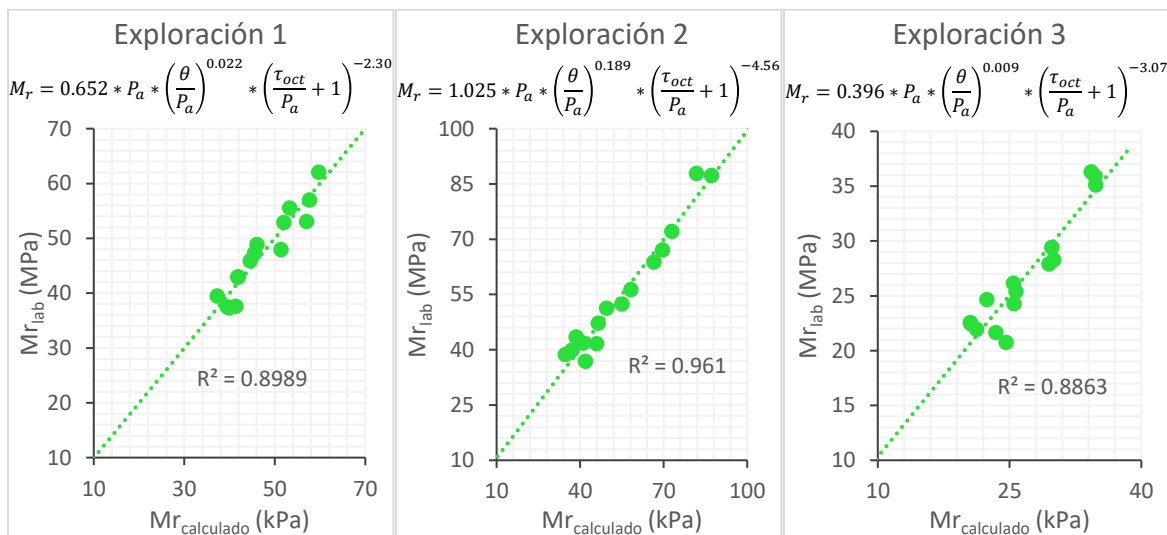 Exploración 1
M_r = 0.652 * P_a * (θ/P_a)^0.022 * (τ_oct/P_a + 1)^−2.30
70
60
50
40
30
20
10
Mr_lab (MPa)
R² = 0.8989
10 30 50 70
Mr_calculado (kPa)
Exploración 2
M_r = 1.025 * P_a * (θ/P_a)^0.189 * (τ_oct/P_a + 1)^−4.56
100
85
70
55
40
25
10
Mr_lab (MPa)
R² = 0.961
10 40 70 100
Mr_calculado (kPa)
Exploración 3
M_r = 0.396 * P_a * (θ/P_a)^0.009 * (τ_oct/P_a + 1)^−3.07
40
35
30
25
20
15
10
Mr_lab (MPa)
R² = 0.8863
10 25 40
Mr_calculado (kPa)